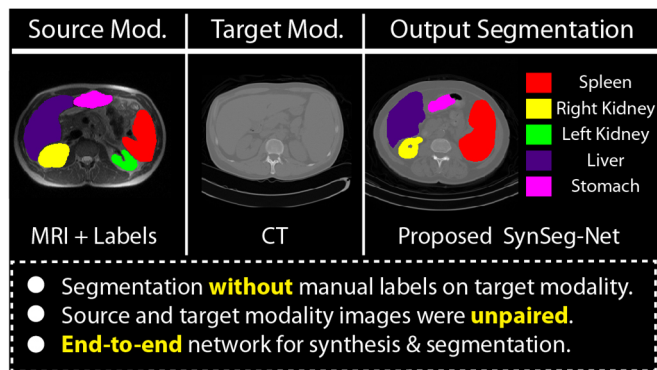 Source Mod.
Target Mod.
Output Segmentation
Spleen
Right Kidney
Left Kidney
Liver
Stomach
MRI + Labels
CT
Proposed SynSeg-Net
Segmentation without manual labels on target modality.
Source and target modality images were unpaired.
End-to-end network for synthesis & segmentation.